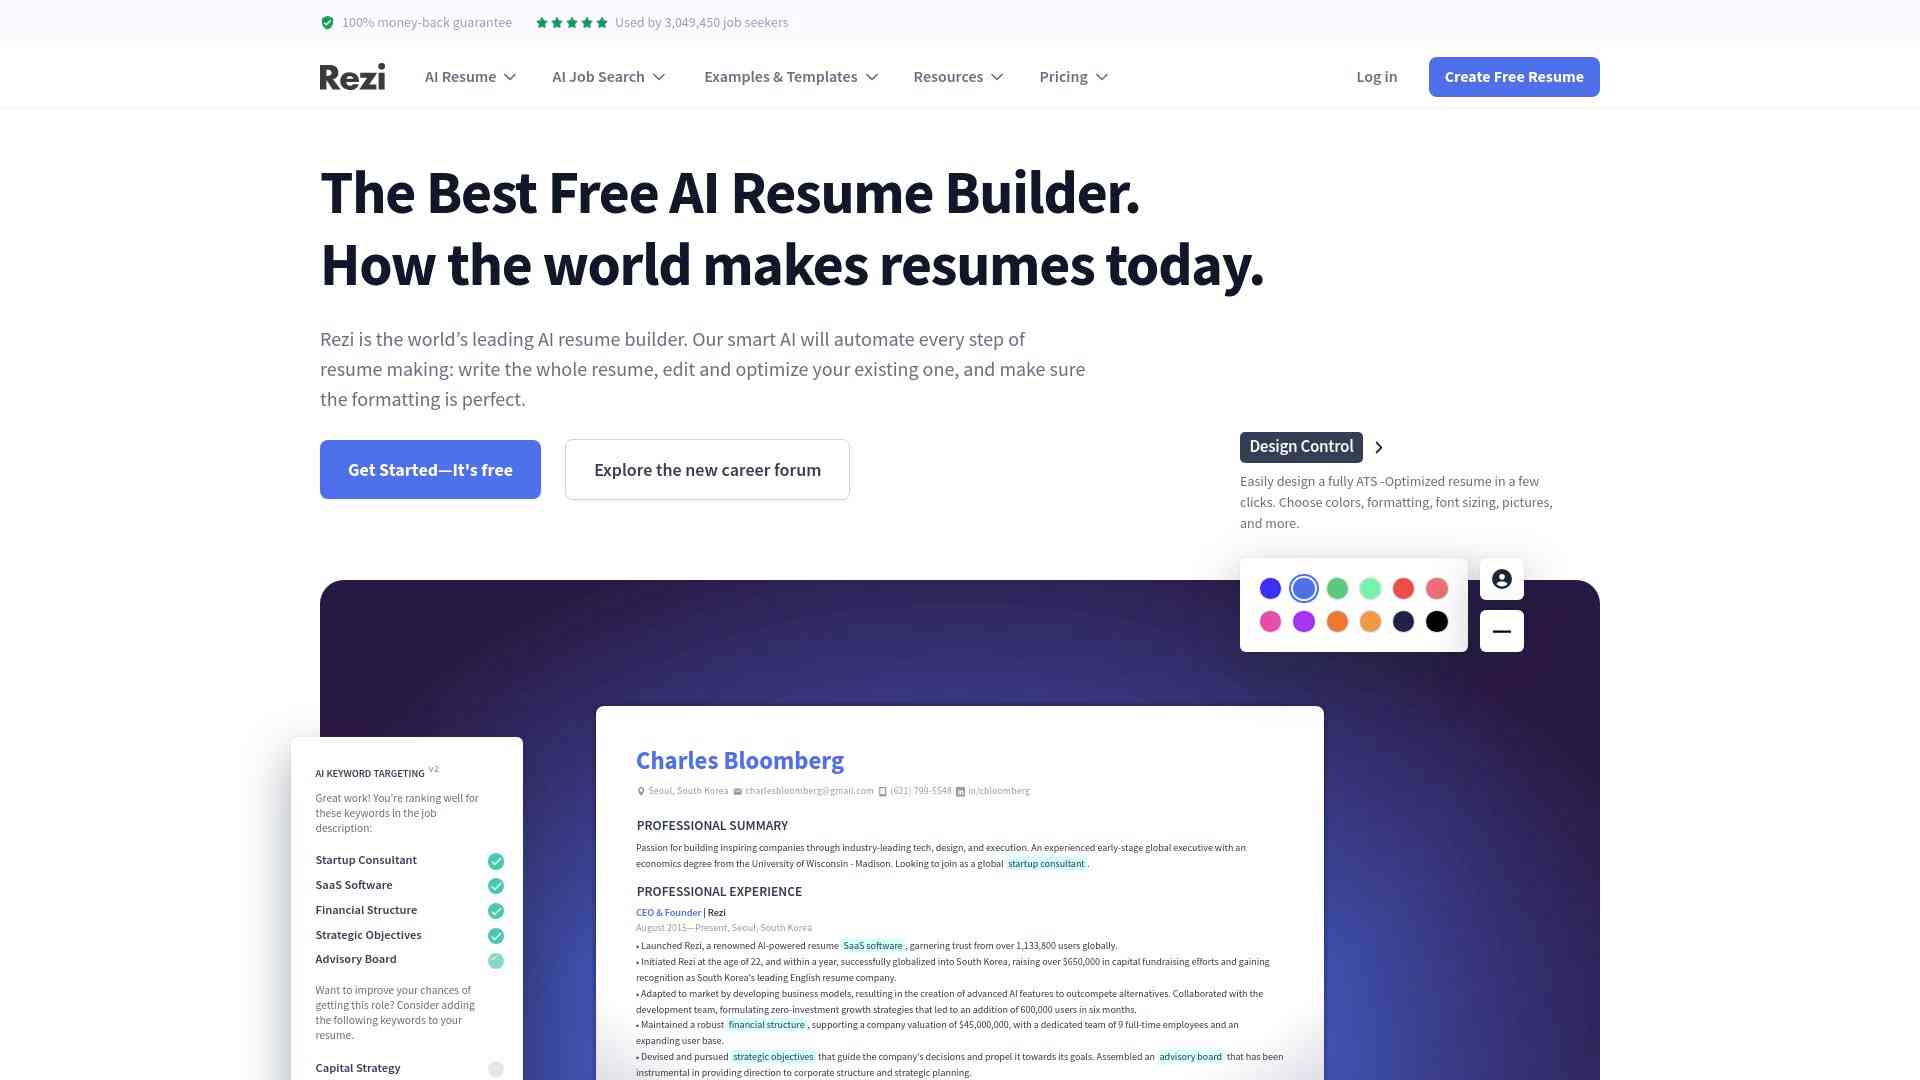 100% money-back guarantee
Used by 3,049,450 job seekers
Rezi
AI Resume
AI Job Search
Examples & Templates
Resources
Pricing
Log in
Create Free Resume
The Best Free AI Resume Builder.
How the world makes resumes today.
Rezi is the world’s leading AI resume builder. Our smart AI will automate every step of
resume making: write the whole resume, edit and optimize your existing one, and make sure
the formatting is perfect.
Get Started—It's free
Explore the new career forum
Design Control
Easily design a fully ATS -Optimized resume in a few
clicks. Choose colors, formatting, font sizing, pictures,
and more.
AI KEYWORD TARGETING V2
Great work! You're ranking well for
these keywords in the job
description:
Startup Consultant
SaaS Software
Financial Structure
Strategic Objectives
Advisory Board
Want to improve your chances of
getting this role? Consider adding
the following keywords to your
resume.
Capital Strategy
Charles Bloomberg
Seoul, South Korea charlesbloomberg@gmail.com (621) 799-5548 in/cbloomberg
PROFESSIONAL SUMMARY
Passion for building inspiring companies through industry-leading tech, design, and execution. An experienced early-stage global executive with an
economics degree from the University of Wisconsin - Madison. Looking to join as a global startup consultant .
PROFESSIONAL EXPERIENCE
CEO & Founder | Rezi
August 2015—Present, Seoul, South Korea
• Launched Rezi, a renowned AI-powered resume SaaS software , garnering trust from over 1,133,800 users globally.
• Initiated Rezi at the age of 22, and within a year, successfully globalized into South Korea, raising over $650,000 in capital fundraising efforts and gaining
recognition as South Korea's leading English resume company.
• Adapted to market by developing business models, resulting in the creation of advanced AI features to outcompete alternatives. Collaborated with the
development team, formulating zero-investment growth strategies that led to an addition of 600,000 users in six months.
• Maintained a robust financial structure , supporting a company valuation of $45,000,000, with a dedicated team of 9 full-time employees and an
expanding user base.
• Devised and pursued strategic objectives that guide the company's decisions and propel it towards its goals. Assembled an advisory board that has been
instrumental in providing direction to corporate structure and strategic planning.